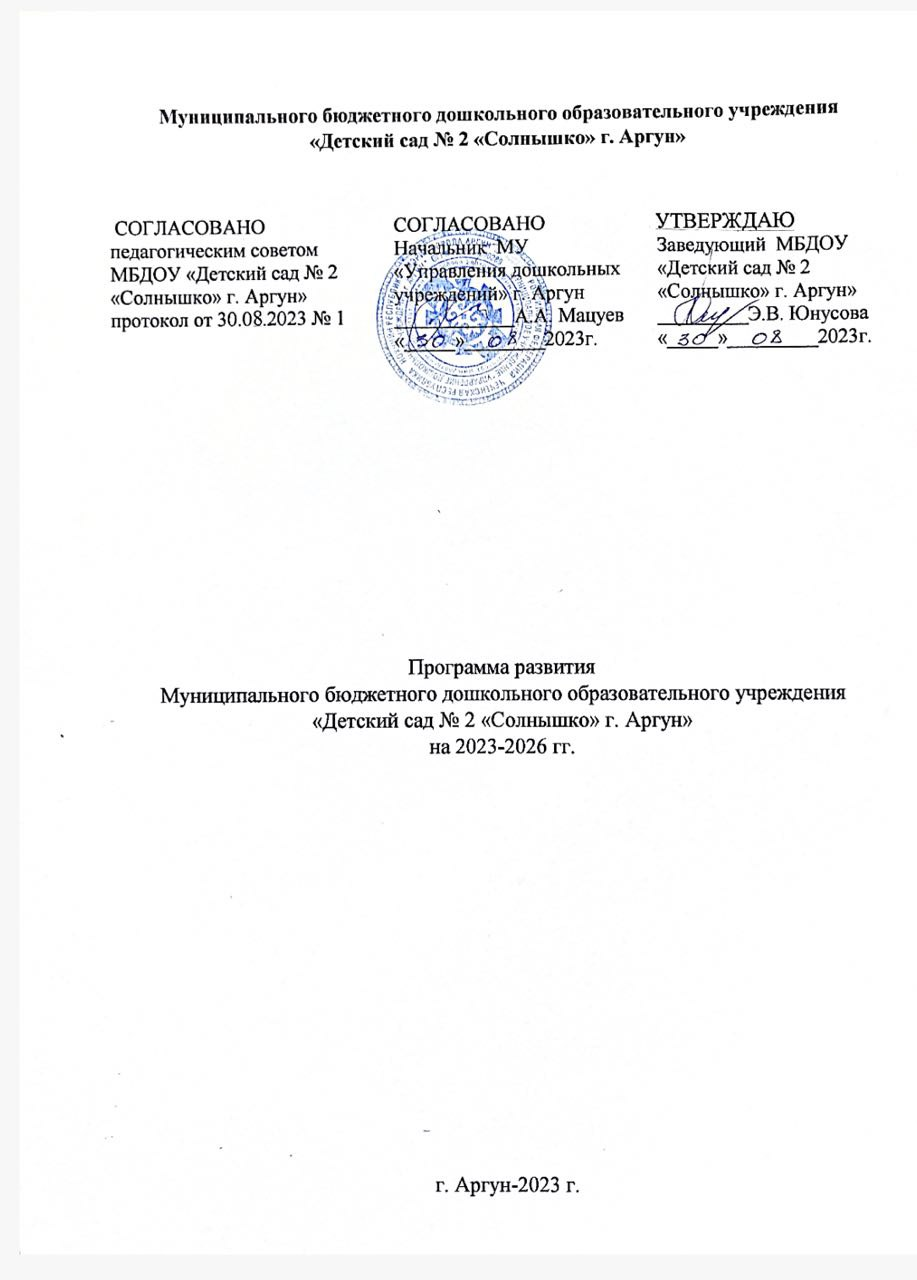 Муниципального бюджетного дошкольного образовательного учреждения
«Детский сад № 2 «Солнышко» г. Аргун»
СОГЛАСОВАНО
педагогическим советом
МБДОУ «Детский сад № 2
«Солнышко» г. Аргун»
протокол от 30.08.2023 № 1
СОГЛАСОВАНО
Начальник МУ
«Управления дошкольных
учреждений» г. Аргун
А.А. Мацуев
«30» 08 2023г.
УТВЕРЖДАЮ
Заведующий МБДОУ
«Детский сад № 2
«Солнышко» г. Аргун»
Э.В. Юнусова
«30» 08 2023г.
Программа развития
Муниципального бюджетного дошкольного образовательного учреждения
«Детский сад № 2 «Солнышко» г. Аргун»
на 2023-2026 гг.
г. Аргун-2023 г.